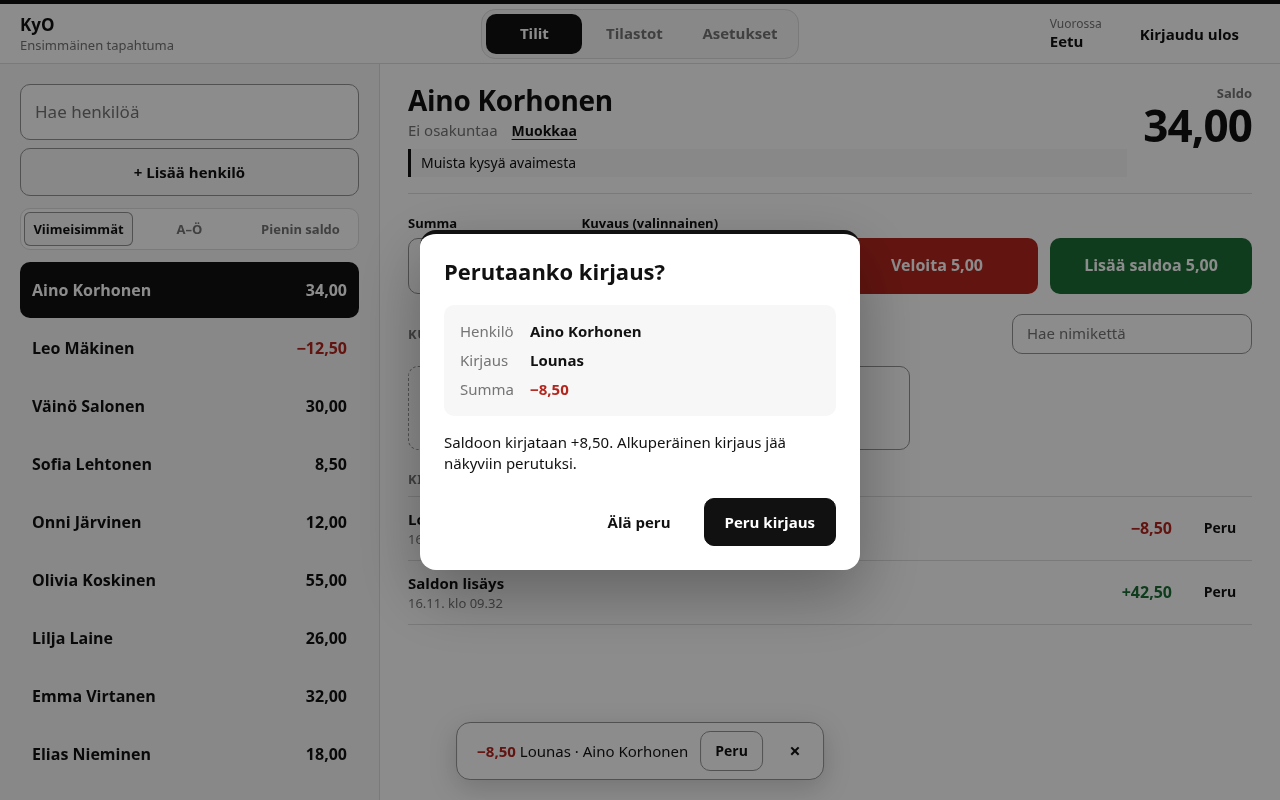 KyO
Ensimmäinen tapahtuma
Tilit
Tilastot
Asetukset
Vuorossa
Eetu
Kirjaudu ulos
Hae henkilöä
+ Lisää henkilö
Viimeisimmät
A–Ö
Pienin saldo
Aino Korhonen 34,00
Leo Mäkinen −12,50
Väinö Salonen 30,00
Sofia Lehtonen 8,50
Onni Järvinen 12,00
Olivia Koskinen 55,00
Lilja Laine 26,00
Emma Virtanen 32,00
Elias Nieminen 18,00
Aino Korhonen
Ei osakuntaa Muokkaa
Muista kysyä avaimesta
Saldo
34,00
Summa
Kuvaus (valinnainen)
Veloita 5,00
Lisää saldoa 5,00
Hae nimikettä
Perutaanko kirjaus?
Henkilö Aino Korhonen
Kirjaus Lounas
Summa −8,50
Saldoon kirjataan +8,50. Alkuperäinen kirjaus jää
näkyviin perutuksi.
Älä peru
Peru kirjaus
−8,50 Peru
Saldon lisäys
16.11. klo 09.32
+42,50 Peru
−8,50 Lounas · Aino Korhonen Peru ×